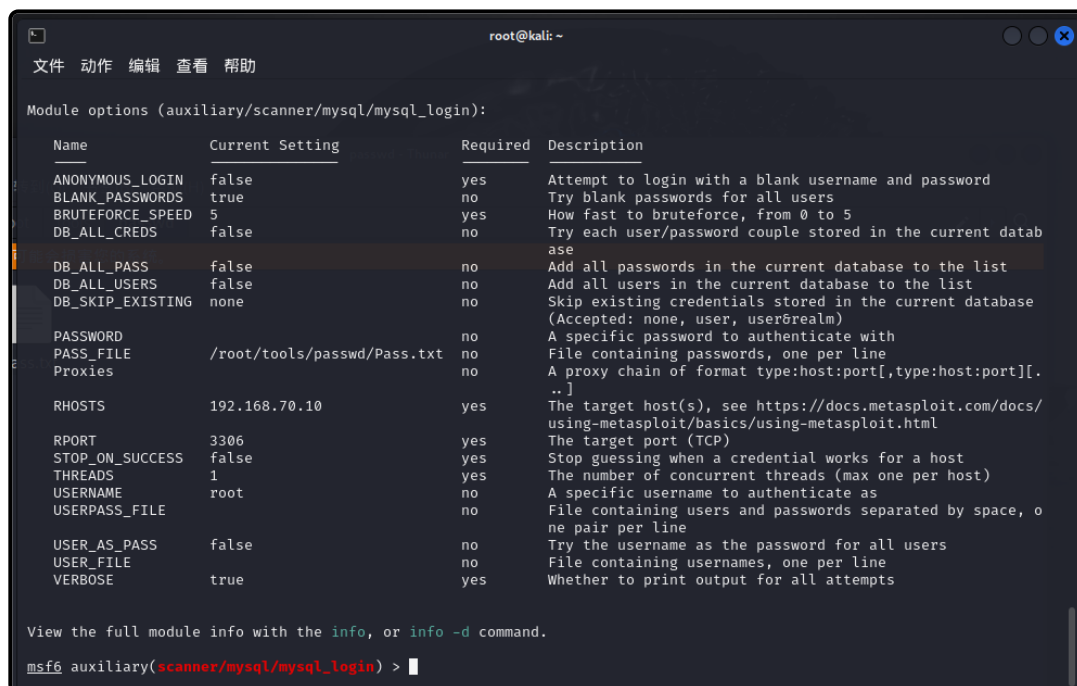 root@kali: ~
文件 动作 编辑 查看 帮助
Module options (auxiliary/scanner/mysql/mysql_login):
Name Current Setting Required Description
ANONYMOUS_LOGIN false yes Attempt to login with a blank username and password
BLANK_PASSWORDS true no Try blank passwords for all users
BRUTEFORCE_SPEED 5 yes How fast to bruteforce, from 0 to 5
DB_ALL_CREDS false no Try each user/password couple stored in the current datab
ase
DB_ALL_PASS false no Add all passwords in the current database to the list
DB_ALL_USERS false no Add all users in the current database to the list
DB_SKIP_EXISTING none no Skip existing credentials stored in the current database
(Accepted: none, user, user&realm)
PASSWORD no A specific password to authenticate with
PASS_FILE /root/tools/passwd/Pass.txt no File containing passwords, one per line
Proxies no A proxy chain of format type:host:port[,type:host:port][.
..]
RHOSTS 192.168.70.10 yes The target host(s), see https://docs.metasploit.com/docs/
using-metasploit/basics/using-metasploit.html
RPORT 3306 yes The target port (TCP)
STOP_ON_SUCCESS false yes Stop guessing when a credential works for a host
THREADS 1 yes The number of concurrent threads (max one per host)
USERNAME root no A specific username to authenticate as
USERPASS_FILE no File containing users and passwords separated by space, o
ne pair per line
USER_AS_PASS false no Try the username as the password for all users
USER_FILE no File containing usernames, one per line
VERBOSE true yes Whether to print output for all attempts
View the full module info with the info, or info -d command.
msf6 auxiliary(scanner/mysql/mysql_login) >